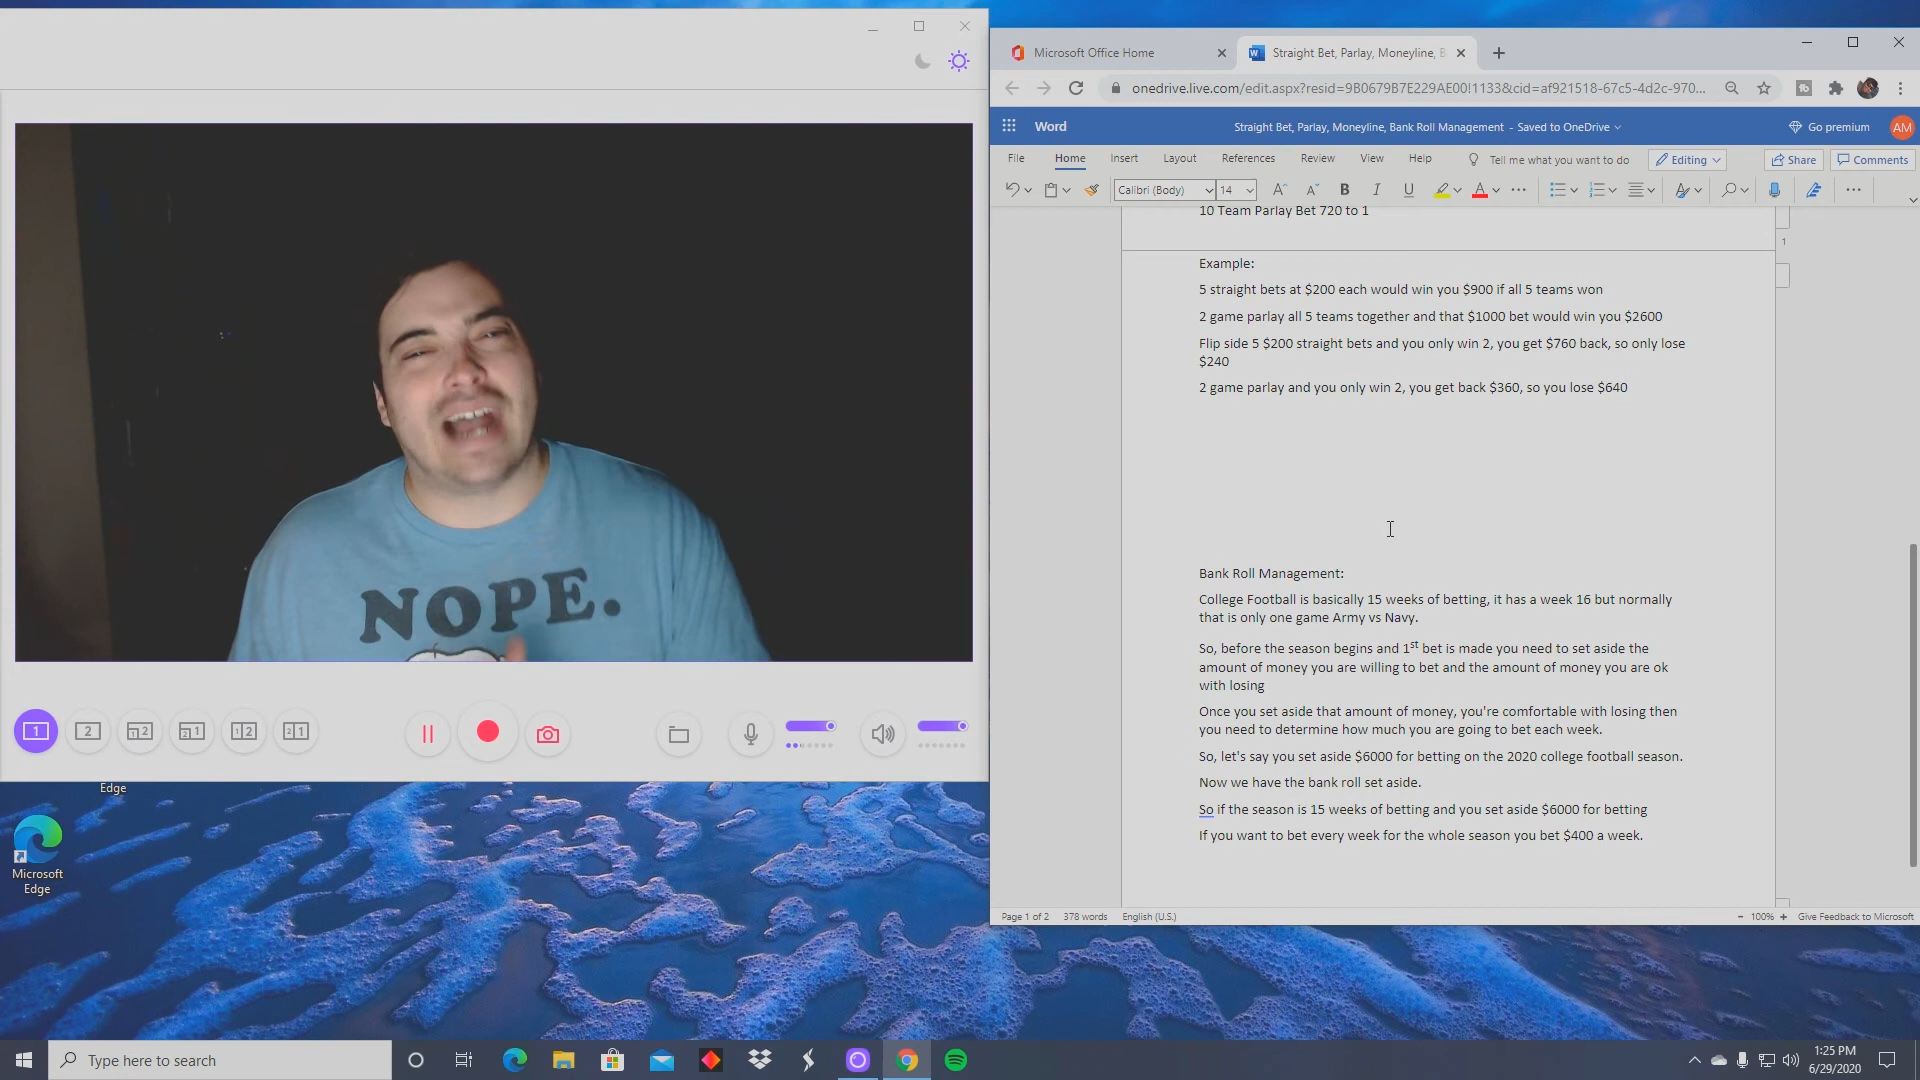 Microsoft Office Home
Straight Bet, Parlay, Moneyline, B
onedrive.live.com/edit.aspx?resid=9B0679B7E229AE00!1133&cid=af921518-67c5-4d2c-970...
Word
Straight Bet, Parlay, Moneyline, Bank Roll Management - Saved to OneDrive
Go premium
AM
File Home Insert Layout References Review View Help Tell me what you want to do Editing Share Comments
Calibri (Body) 14
10 Team Parlay Bet 720 to 1
1
Example:
5 straight bets at $200 each would win you $900 if all 5 teams won
2 game parlay all 5 teams together and that $1000 bet would win you $2600
Flip side 5 $200 straight bets and you only win 2, you get $760 back, so only lose
$240
2 game parlay and you only win 2, you get back $360, so you lose $640
Bank Roll Management:
College Football is basically 15 weeks of betting, it has a week 16 but normally
that is only one game Army vs Navy.
So, before the season begins and 1st bet is made you need to set aside the
amount of money you are willing to bet and the amount of money you are ok
with losing
Once you set aside that amount of money, you're comfortable with losing then
you need to determine how much you are going to bet each week.
So, let's say you set aside $6000 for betting on the 2020 college football season.
Now we have the bank roll set aside.
So if the season is 15 weeks of betting and you set aside $6000 for betting
If you want to bet every week for the whole season you bet $400 a week.
Page 1 of 2 378 words English (U.S.) 100% Give Feedback to Microsoft
NOPE.
1 2 12 21 12 21
Edge
Microsoft
Edge
Type here to search
1:25 PM
6/29/2020